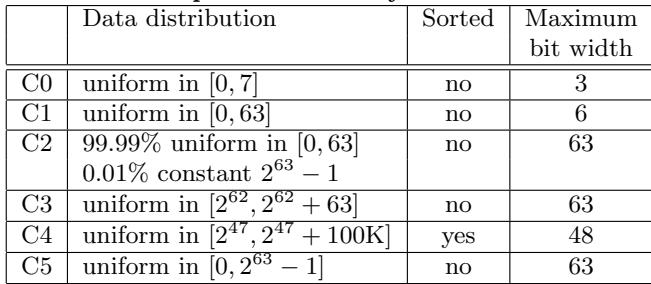 Data distribution Sorted Maximum
bit width
C0 uniform in [0, 7] no 3
C1 uniform in [0, 63] no 6
C2 99.99% uniform in [0, 63] no 63
0.01% constant 2^63 − 1
C3 uniform in [2^62, 2^62 + 63] no 63
C4 uniform in [2^47, 2^47 + 100K] yes 48
C5 uniform in [0, 2^63 − 1] no 63